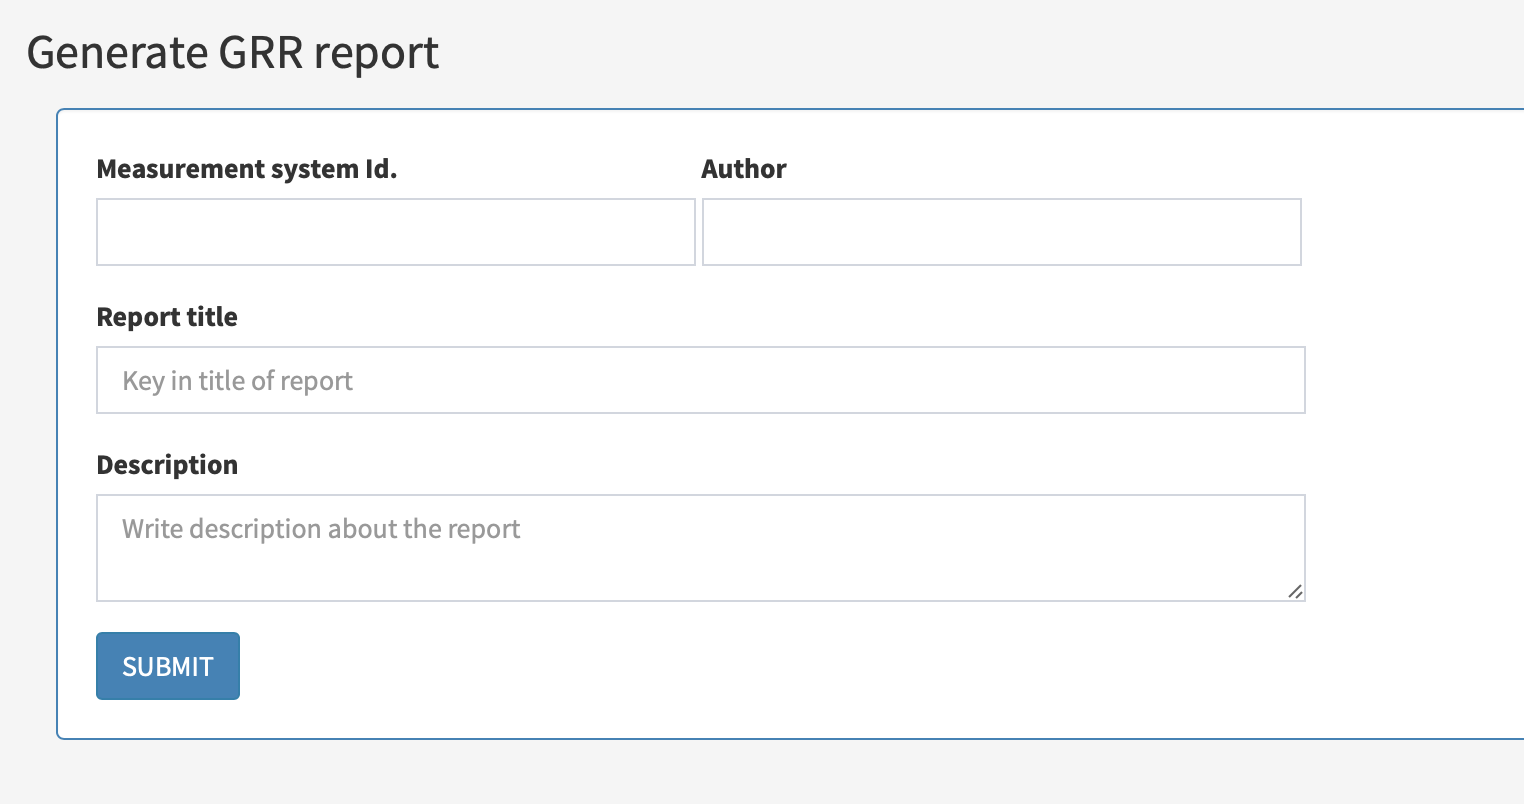 Generate GRR report
Measurement system Id. Author
Report title
Key in title of report
Description
Write description about the report
SUBMIT